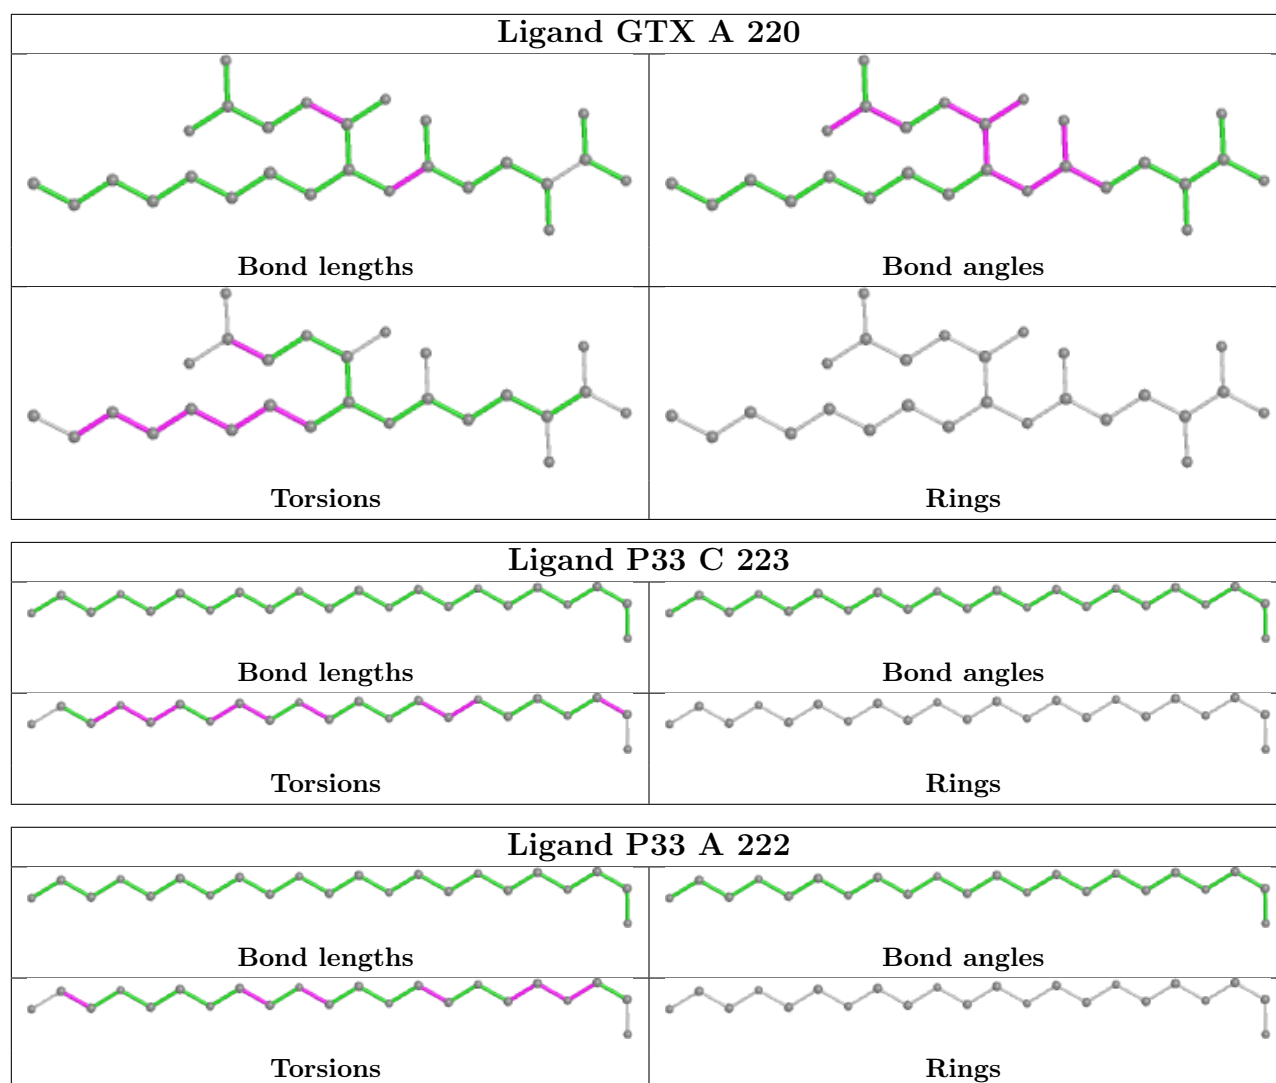 Ligand GTX A 220
Bond lengths
Bond angles
Torsions
Rings
Ligand P33 C 223
Bond lengths
Bond angles
Torsions
Rings
Ligand P33 A 222
Bond lengths
Bond angles
Torsions
Rings